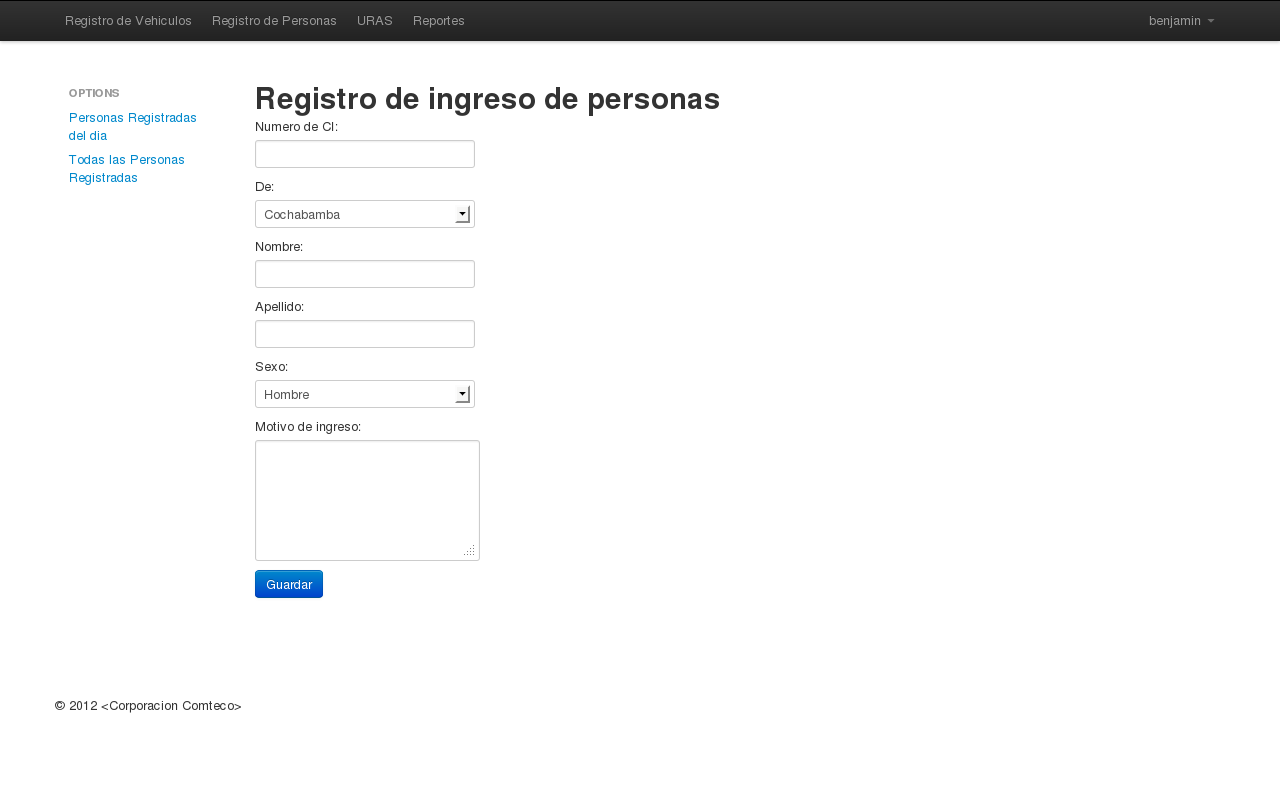 Registro de Vehiculos Registro de Personas URAS Reportes benjamin
OPTIONS
Personas Registradas
del dia
Todas las Personas
Registradas
Registro de ingreso de personas
Numero de CI:
De:
Cochabamba
Nombre:
Apellido:
Sexo:
Hombre
Motivo de ingreso:
Guardar
© 2012 <Corporacion Comteco>